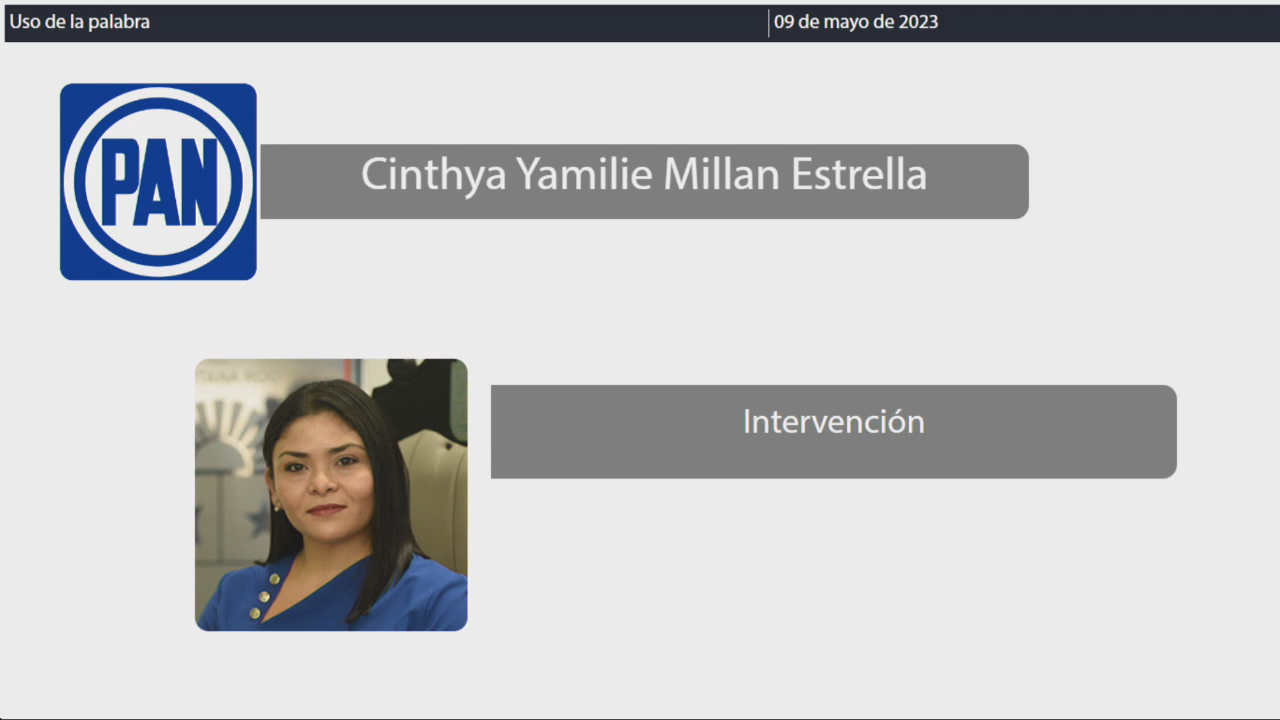 Uso de la palabra
09 de mayo de 2023
PAN
Cinthya Yamilie Millan Estrella
Intervención